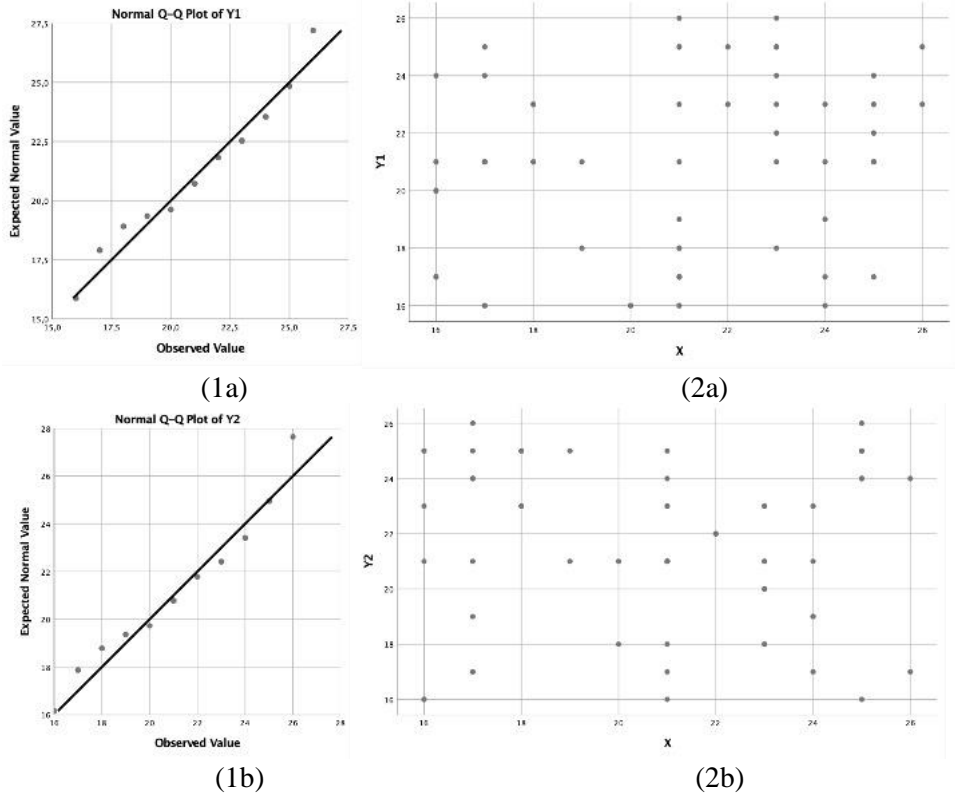 Normal Q-Q Plot of Y1
27,5
25,0
22,5
20,0
17,5
15,0
15,0 17,5 20,0 22,5 25,0 27,5
Expected Normal Value
Observed Value
(1a)
26
24
22
20
18
16
16 18 20 22 24 26
Y1
X
(2a)
Normal Q-Q Plot of Y2
28
26
24
22
20
18
16
16 18 20 22 24 26 28
Expected Normal Value
Observed Value
(1b)
26
24
22
20
18
16
16 18 20 22 24 26
Y2
X
(2b)